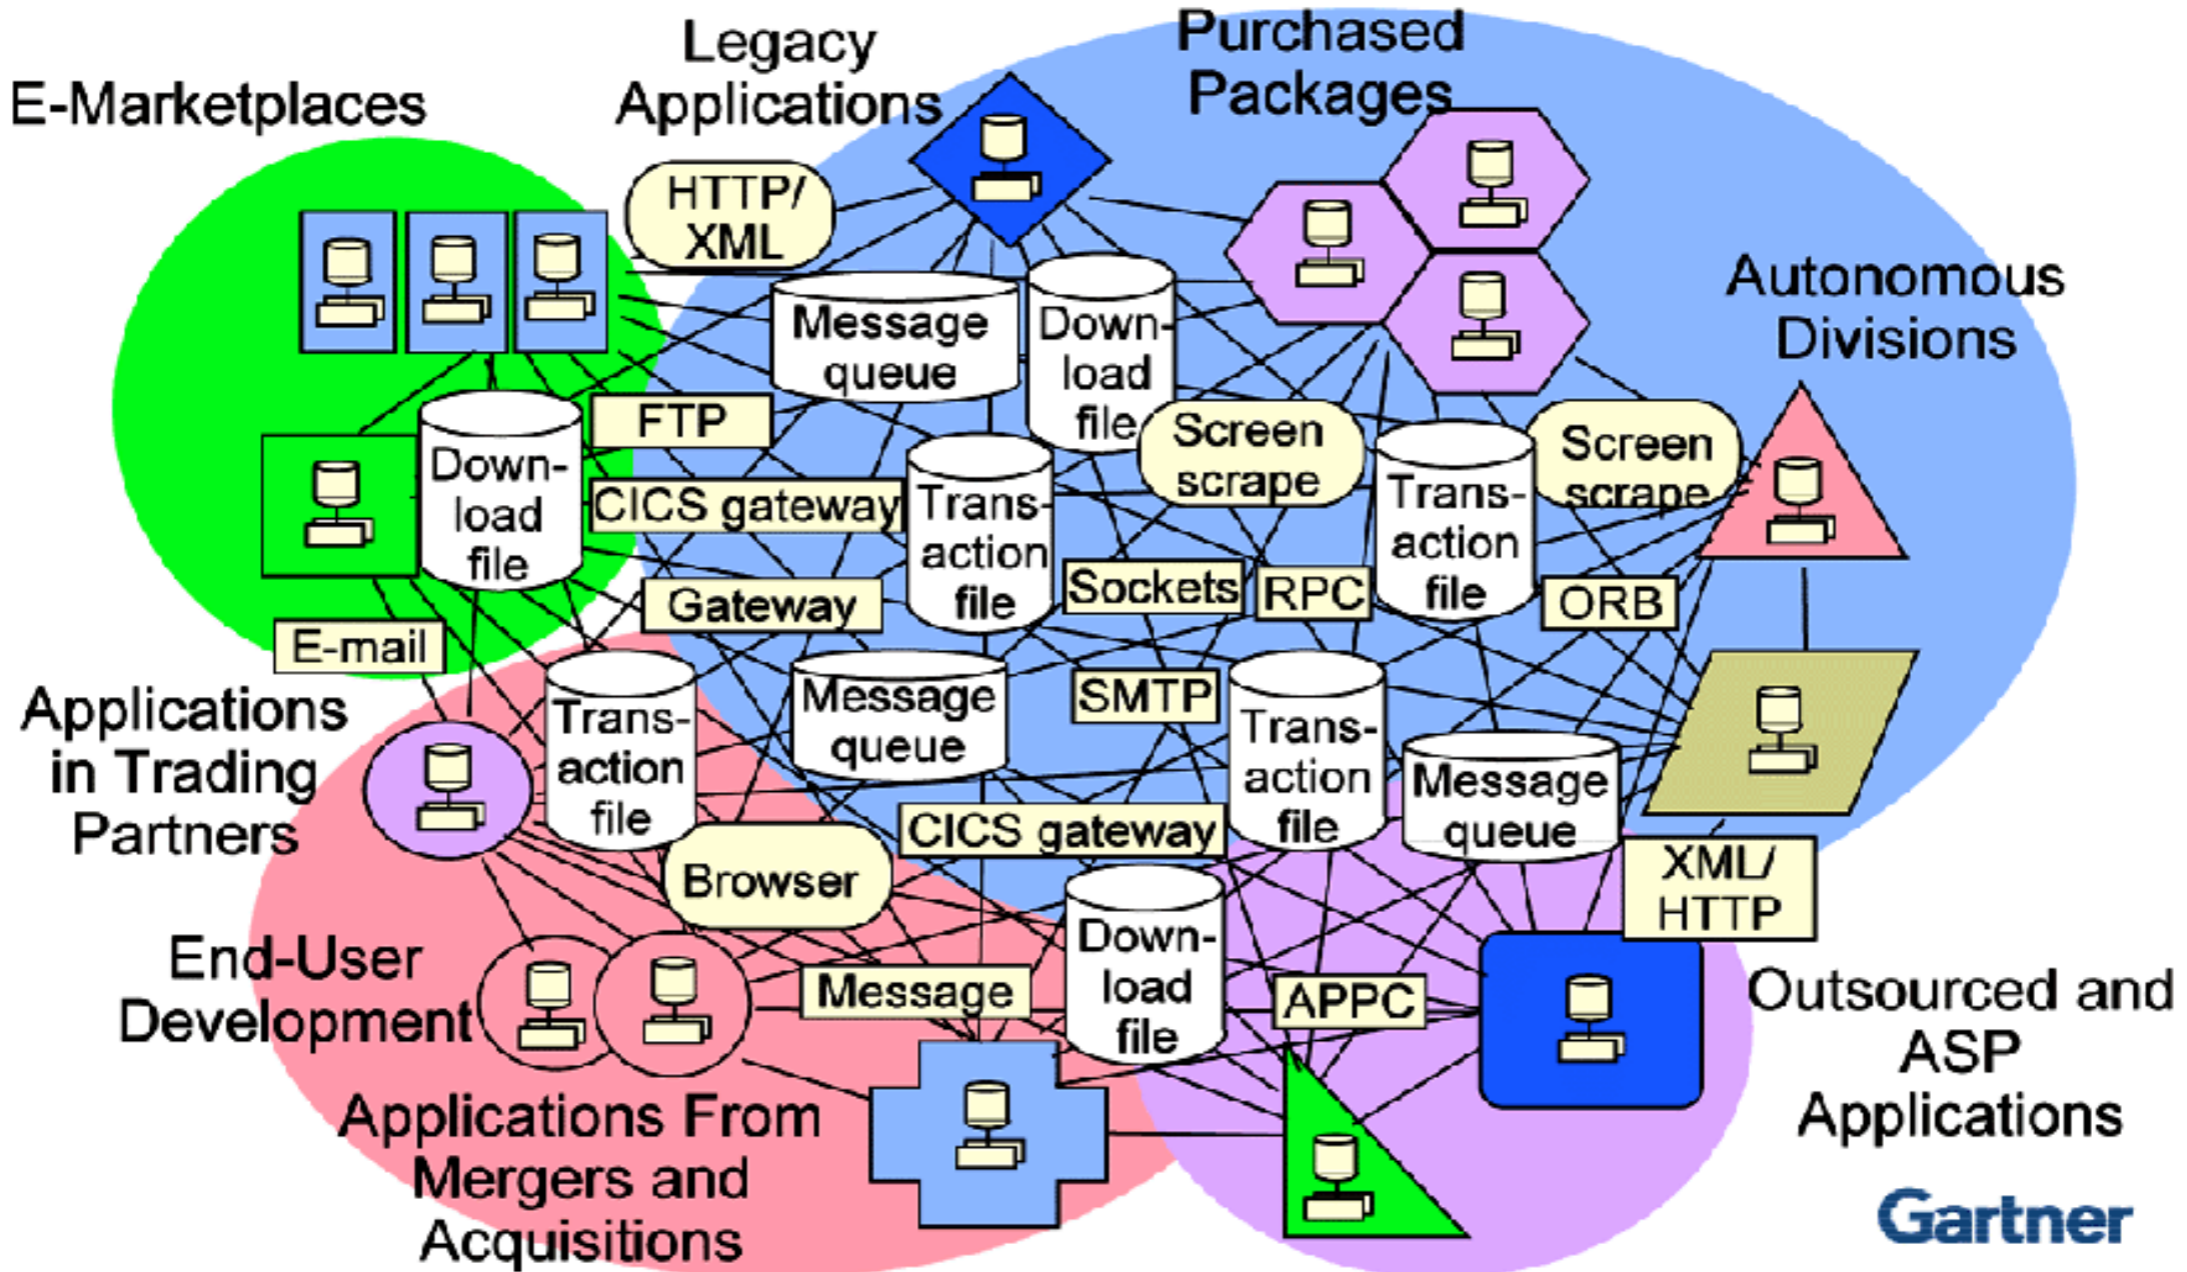 Legacy
Applications
Purchased
Packages
E-Marketplaces
HTTP/
XML
Autonomous
Divisions
Message
queue
Down-
load
file
FTP
Screen
scrape
Screen
scrape
Down-
load
file
CICS gateway
Trans-
action
file
Trans-
action
file
Sockets
RPC
ORB
Gateway
E-mail
Applications
in Trading
Partners
Trans-
action
file
Message
queue
SMTP
Trans-
action
file
Message
queue
CICS gateway
XML/
HTTP
Browser
Down-
load
file
End-User
Development
Message
APPC
Outsourced and
ASP
Applications
Applications From
Mergers and
Acquisitions
Gartner